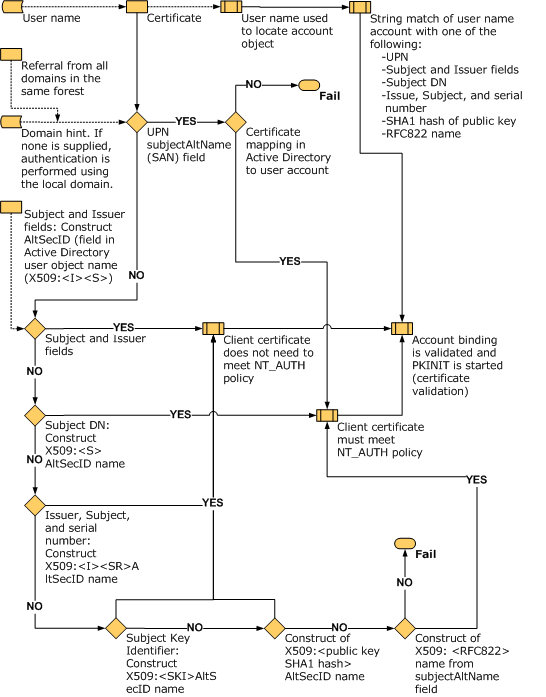 User name
Certificate
User name used
to locate account
object
String match of user name
account with one of the
following:
-UPN
-Subject and Issuer fields
-Subject DN
-Issue, Subject, and serial
number
-SHA1 hash of public key
-RFC822 name
Referral from all
domains in the
same forest
NO
Fail
Domain hint. If
none is supplied,
authentication is
performed using
the local domain.
UPN
subjectAltName
(SAN) field
YES
Certificate
mapping in
Active Directory
to user account
Subject and Issuer
fields: Construct
AltSecID (field in
Active Directory
user object name
(X509:<I><S>)
NO
YES
Subject and Issuer
fields
YES
Client certificate
does not need to
meet NT_AUTH
policy
Account binding
is validated and
PKINIT is started
(certificate
validation)
NO
Subject DN:
Construct
X509:<S>
AltSecID name
YES
Client certificate
must meet
NT_AUTH policy
NO
YES
Issuer, Subject,
and serial
number:
Construct
X509:<I><SR>A
ltSecID name
YES
Fail
NO
NO
Subject Key
Identifier:
Construct
X509:<SKI>AltS
ecID name
NO
Construct of
X509:<public key
SHA1 hash>
AltSecID name
NO
Construct of
X509: <RFC822>
name from
subjectAltName
field